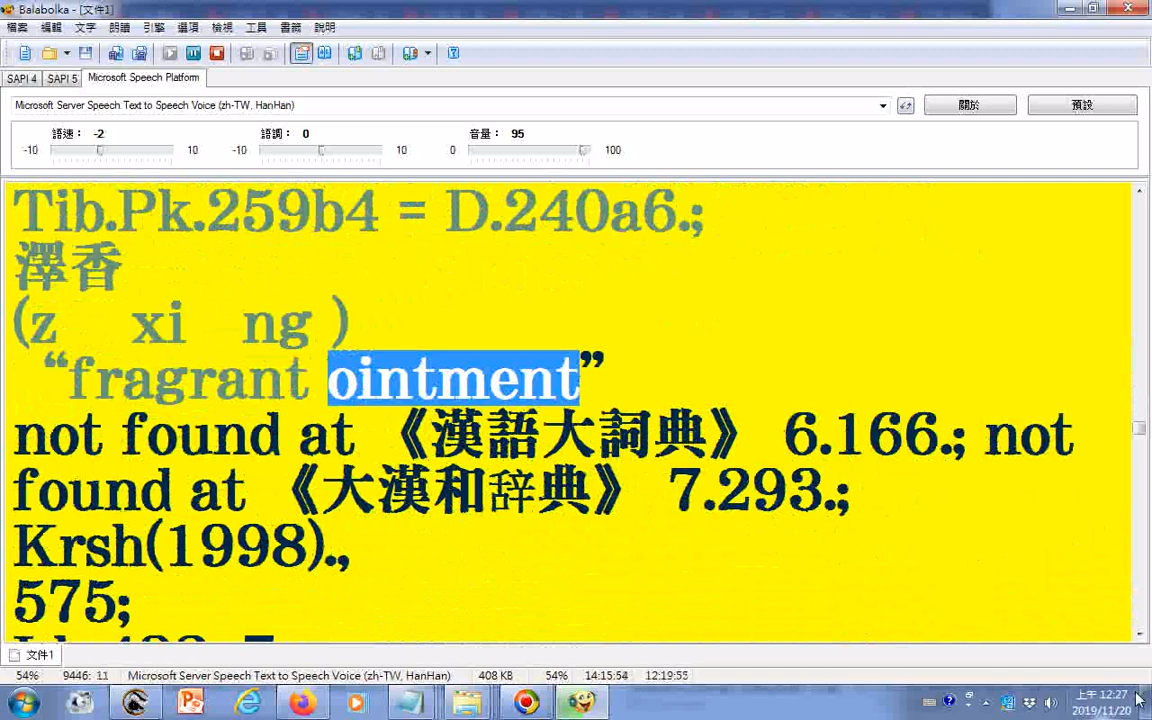 Balabolka - [文件1]
檔案 編輯 文字 朗讀 引擎 選項 檢視 工具 書籤 說明
SAPI 4 SAPI 5 Microsoft Speech Platform
Microsoft Server Speech Text to Speech Voice (zh-TW, HanHan)
關於 預設
語速： -2 語調： 0 音量： 95
-10 10 -10 10 0 100
Tib.Pk.259b4 = D.240a6.;
澤香
(z xi ng )
“fragrant ointment”
not found at 《漢語大詞典》 6.166.; not
found at 《大漢和辞典》 7.293.;
Krsh(1998).,
575;
文件1
54% 9446: 11 Microsoft Server Speech Text to Speech Voice (zh-TW, HanHan) 408 KB 54% 14:15:54 12:19:55
上午 12:27
2019/11/20